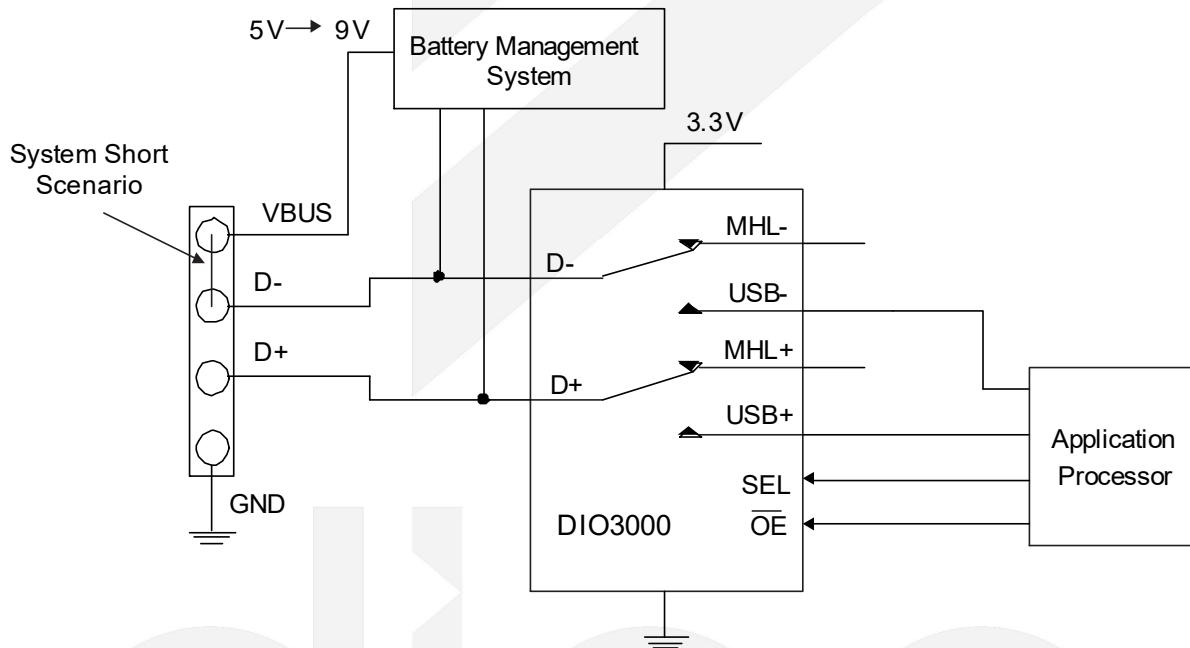 5V 9V
Battery Management
System
3.3V
System Short
Scenario
VBUS
MHL-
D-
D-
USB-
D+
MHL+
D+
USB+
Application
Processor
SEL
GND
DIO3000
OE